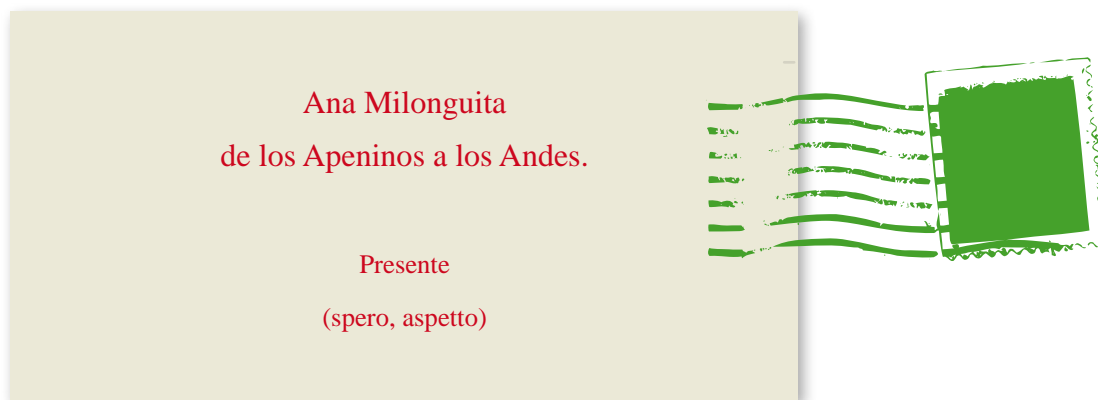 Ana Milonguita
de los Apeninos a los Andes.
Presente
(spero, aspetto)